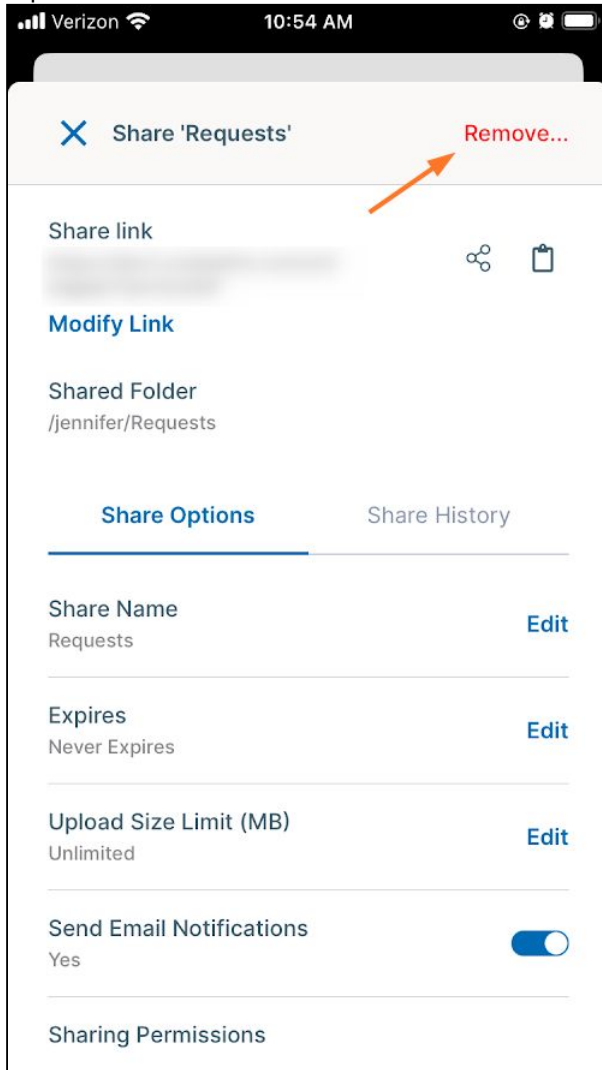 Verizon 10:54 AM
Share 'Requests' Remove...
Share link
Modify Link
Shared Folder
/jennifer/Requests
Share Options Share History
Share Name
Requests
Edit
Expires
Never Expires
Edit
Upload Size Limit (MB)
Unlimited
Edit
Send Email Notifications
Yes
Sharing Permissions